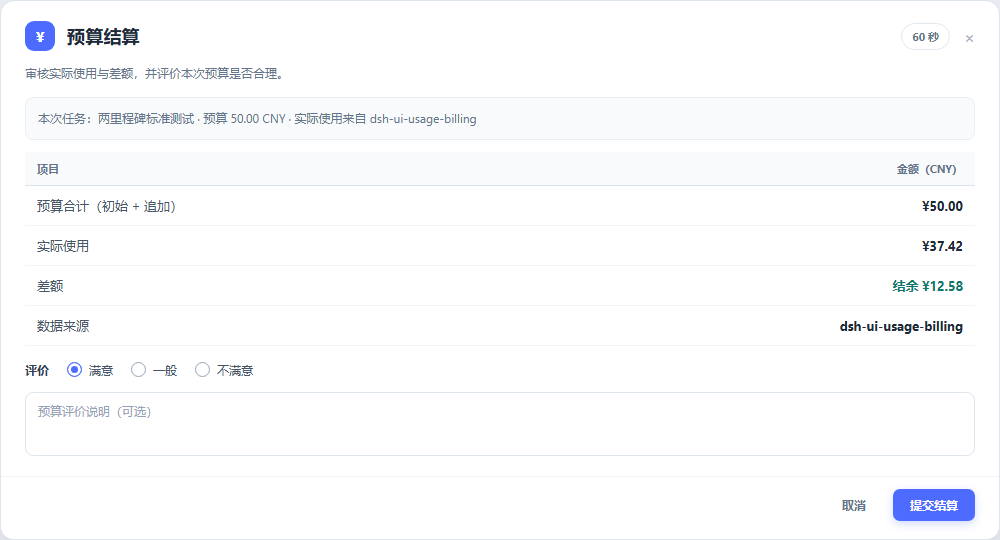 ¥ 预算结算 60 秒 ×
审核实际使用与差额，并评价本次预算是否合理。
本次任务：两里程碑标准测试 · 预算 50.00 CNY · 实际使用来自 dsh-ui-usage-billing
项目 金额（CNY）
预算合计（初始 + 追加） ¥50.00
实际使用 ¥37.42
差额 结余 ¥12.58
数据来源 dsh-ui-usage-billing
评价 满意 一般 不满意
预算评价说明（可选）
取消 提交结算